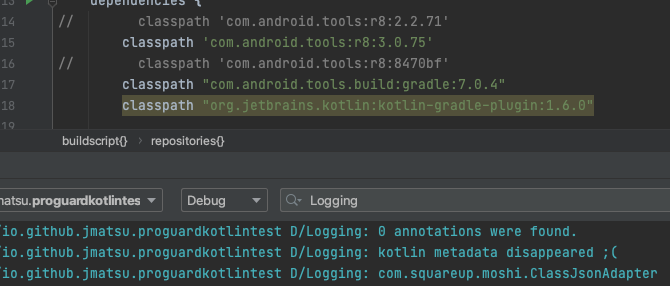 13 dependencies {
14 // classpath 'com.android.tools:r8:2.2.71'
15 classpath 'com.android.tools:r8:3.0.75'
16 // classpath 'com.android.tools:r8:8470bf'
17 classpath "com.android.tools.build:gradle:7.0.4"
18 classpath "org.jetbrains.kotlin:kotlin-gradle-plugin:1.6.0"
19
buildscript{} › repositories{}
matsu.proguardkotlintes Debug Logging
/io.github.jmatsu.proguardkotlintest D/Logging: 0 annotations were found.
/io.github.jmatsu.proguardkotlintest D/Logging: kotlin metadata disappeared ;(
/io.github.jmatsu.proguardkotlintest D/Logging: com.squareup.moshi.ClassJsonAdapter